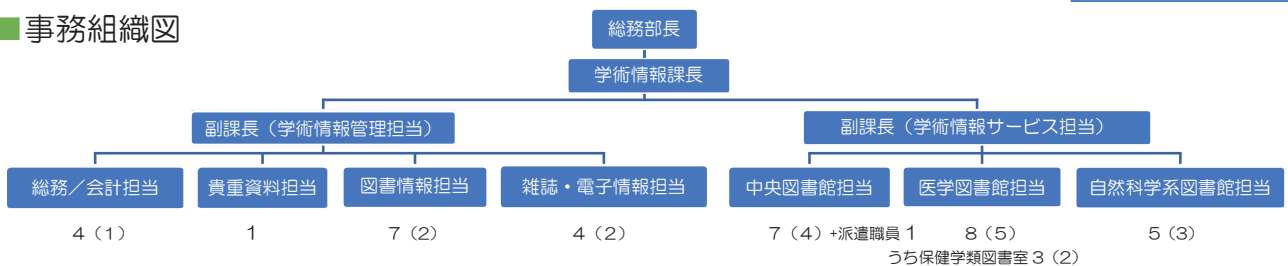 ■事務組織図
総務部長
学術情報課長
副課長（学術情報管理担当）
副課長（学術情報サービス担当）
総務／会計担当
貴重資料担当
図書情報担当
雑誌・電子情報担当
中央図書館担当
医学図書館担当
自然科学系図書館担当
4（1）
1
7（2）
4（2）
7（4）+派遣職員 1
8（5）
5（3）
うち保健学類図書室 3（2）